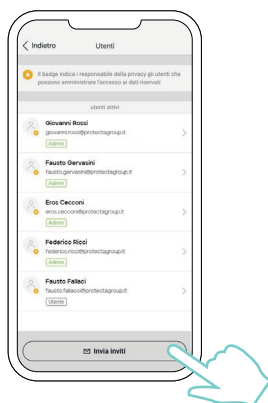 Indietro
Utenti
Il badge indica i responsabile della privacy gli utenti che
possono amministrare l'accesso ai dati riservati
utenti attivi
Giovanni Rossi
giovanni.rossi@protectagroup.it
Admin
Fausto Gervasini
fausto.gervasini@protectagroup.it
Admin
Eros Cecconi
eros.cecconi@protectagroup.it
Admin
Federico Ricci
federico.ricci@protectagroup.it
Admin
Fausto Fallaci
fausto.fallaci@protectagroup.it
Utente
Invia inviti